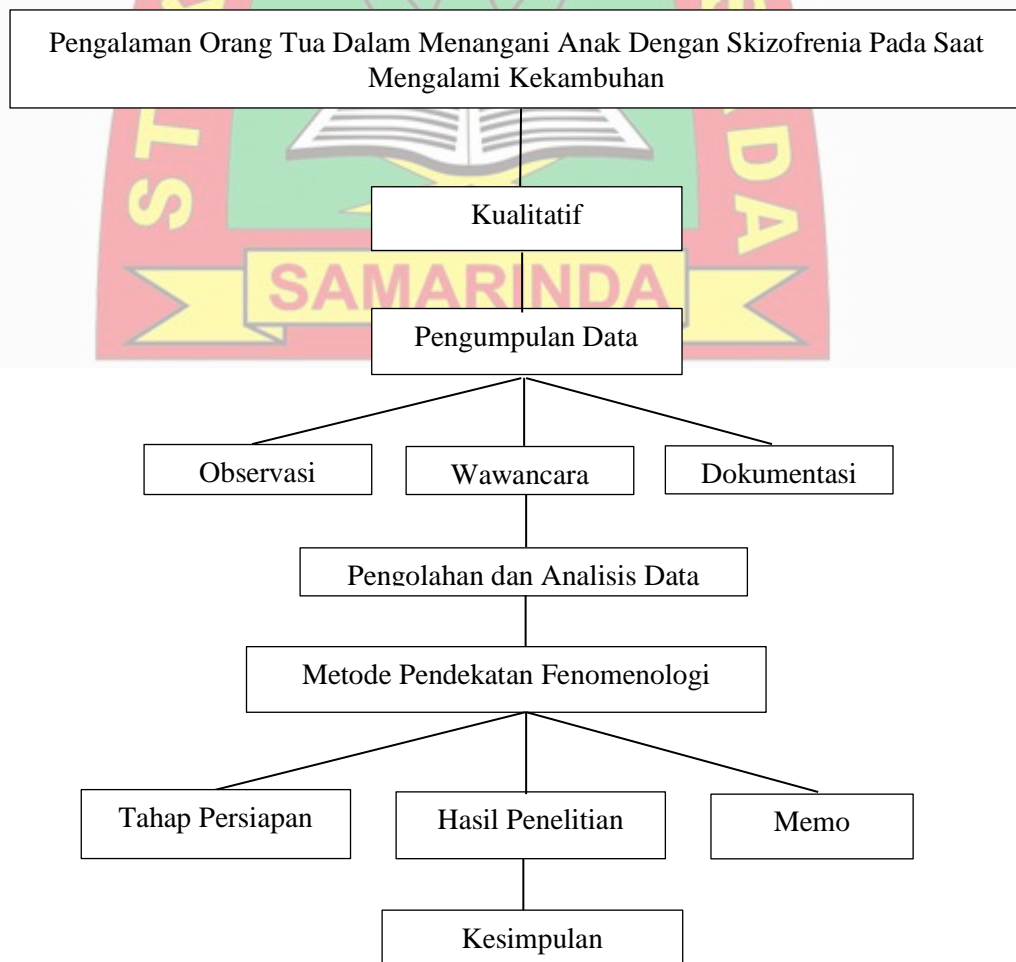 Pengalaman Orang Tua Dalam Menangani Anak Dengan Skizofrenia Pada Saat
Mengalami Kekambuhan
Kualitatif
SAMARINDA
Pengumpulan Data
Observasi
Wawancara
Dokumentasi
Pengolahan dan Analisis Data
Metode Pendekatan Fenomenologi
Tahap Persiapan
Hasil Penelitian
Memo
Kesimpulan